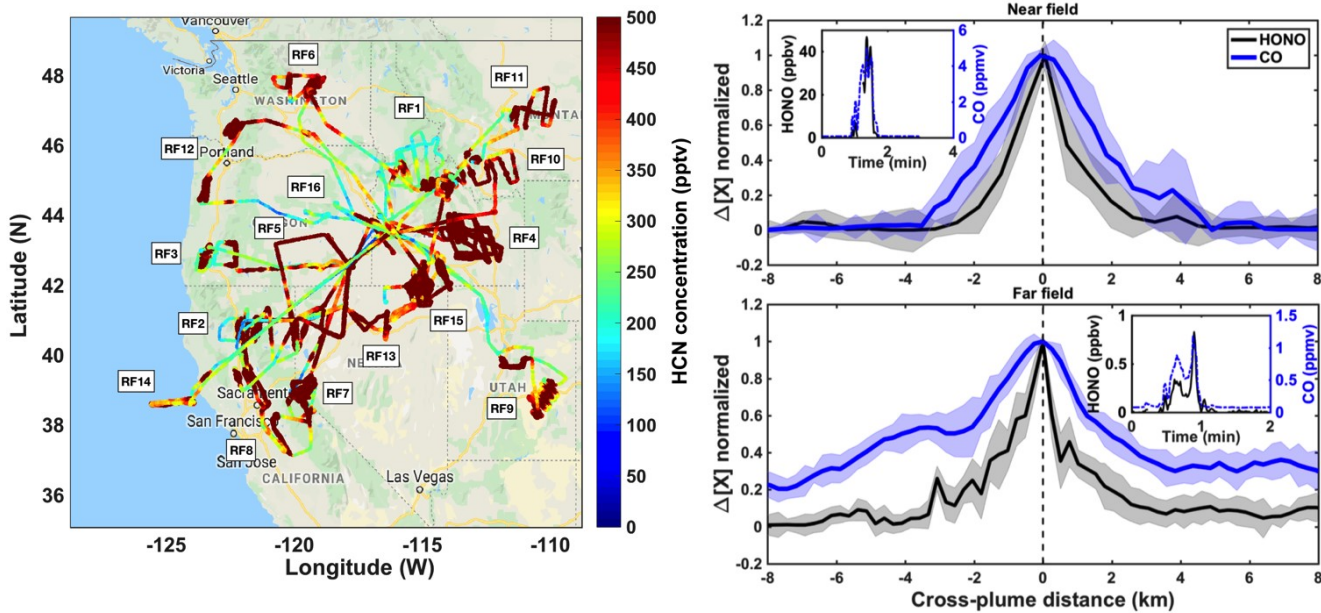 Vancouver
Victoria
Seattle
WASHINGTON
RF6
RF11
RF1
RF12
Portland
RF10
RF16
RF5
RF4
RF3
RF2
RF15
RF13
RF14
Sacrament
RF7
UTAH
RF9
San Francisco
RF8
San Jose
CALIFORNIA
Las Vegas
48
46
44
42
40
38
36
Latitude (N)
-125
-120
-115
-110
Longitude (W)
500
450
400
350
300
250
200
150
100
50
0
HCN concentration (pptv)
Near field
HONO
CO
1.2
1
0.8
0.6
0.4
0.2
0
-0.2
Δ[X] normalized
HONO (ppbv)
40
20
0
CO (ppmv)
6
4
2
0
0 2 4
Time (min)
-8 -6 -4 -2 0 2 4 6 8
Far field
1.2
1
0.8
0.6
0.4
0.2
0
-0.2
Δ[X] normalized
HONO (ppbv)
1
0.5
0
CO (ppmv)
1.5
1
0.5
0
0 1 2
Time (min)
-8 -6 -4 -2 0 2 4 6 8
Cross-plume distance (km)